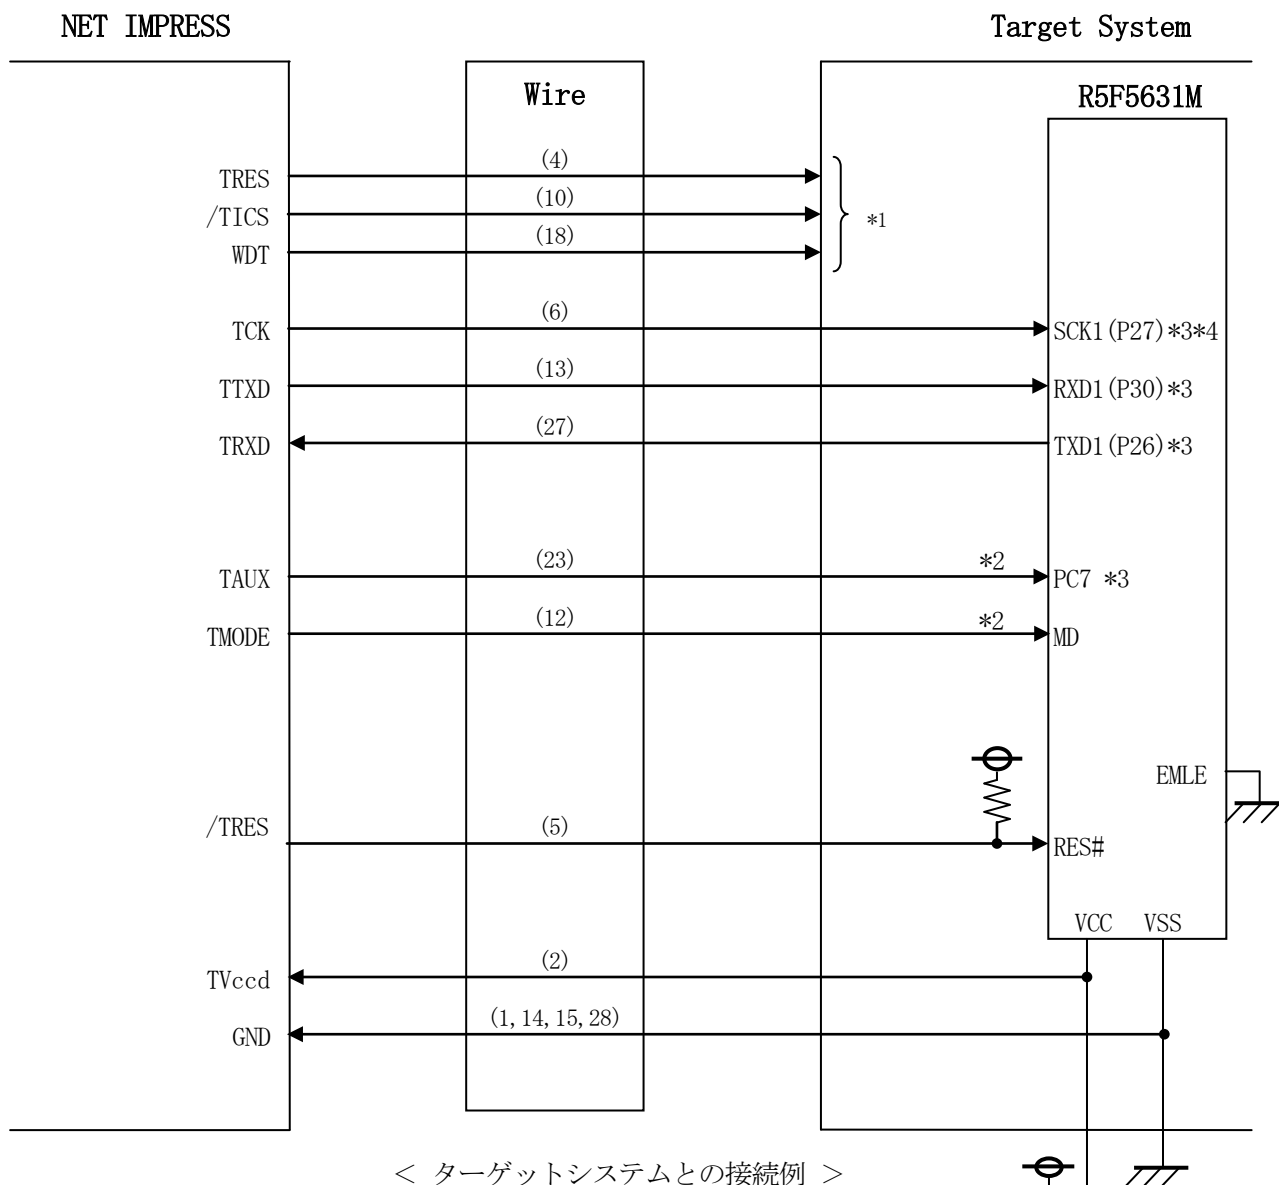 NET IMPRESS
Target System
Wire
R5F5631M
TRES (4)
/TICS (10) *1
WDT (18)
TCK (6) SCK1(P27)*3*4
TTXD (13) RXD1(P30)*3
TRXD (27) TXD1(P26)*3
TAUX (23) *2 PC7 *3
TMODE (12) *2 MD
EMLE
/TRES (5) RES#
VCC VSS
TVccd (2)
GND (1,14,15,28)
< ターゲットシステムとの接続例 >